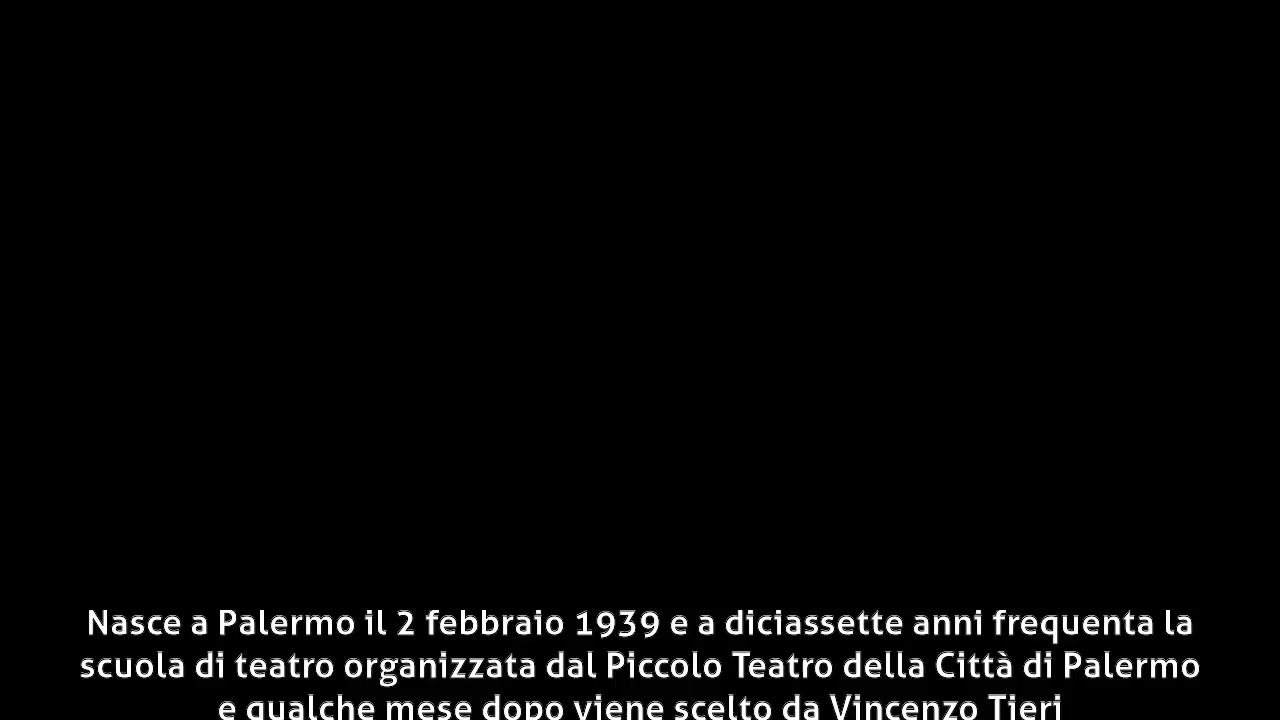 Nasce a Palermo il 2 febbraio 1939 e a diciassette anni frequenta la
scuola di teatro organizzata dal Piccolo Teatro della Città di Palermo
e qualche mese dopo viene scelto da Vincenzo Tieri